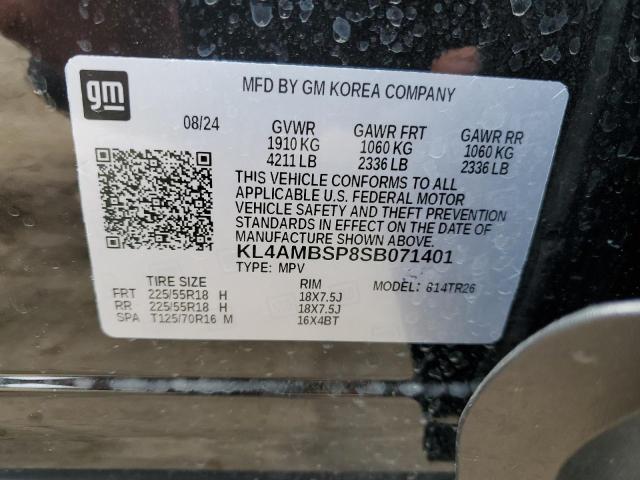 gm
MFD BY GM KOREA COMPANY
08/24 GVWR GAWR FRT GAWR RR
1910 KG 1060 KG 1060 KG
4211 LB 2336 LB 2336 LB
THIS VEHICLE CONFORMS TO ALL
APPLICABLE U.S. FEDERAL MOTOR
VEHICLE SAFETY AND THEFT PREVENTION
STANDARDS IN EFFECT ON THE DATE OF
MANUFACTURE SHOWN ABOVE.
KL4AMBSP8SB071401
TYPE: MPV
TIRE SIZE RIM MODEL: 614TR26
FRT 225/55R18 H 18X7.5J
RR 225/55R18 H 18X7.5J
SPA T125/70R16 M 16X4BT